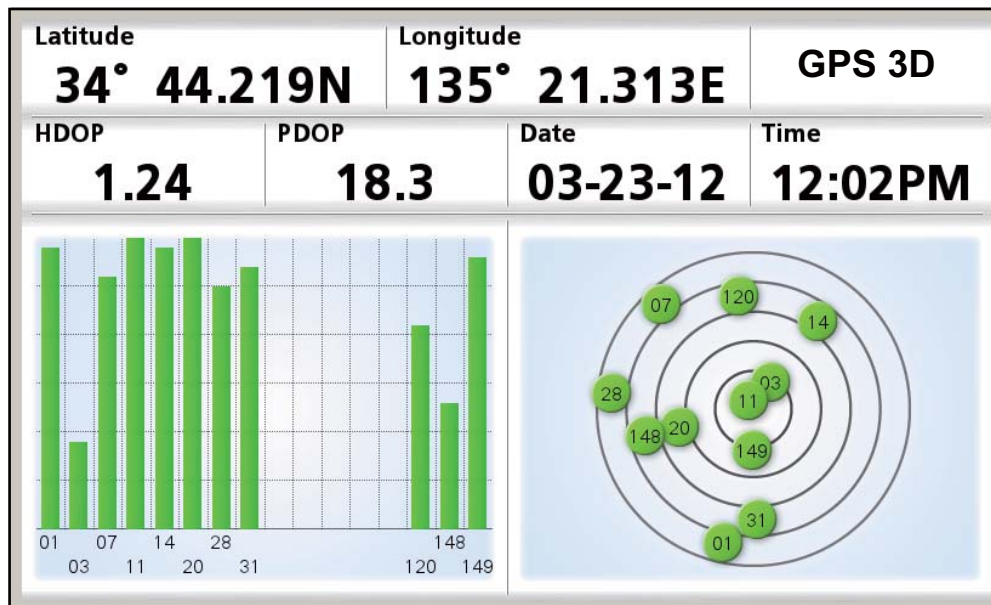 Latitude Longitude
34° 44.219N 135° 21.313E GPS 3D
HDOP PDOP Date Time
1.24 18.3 03-23-12 12:02PM
07 120 14
28 03
11
148 20
149
31
01
01 07 14 28 148
03 11 20 31 120 149